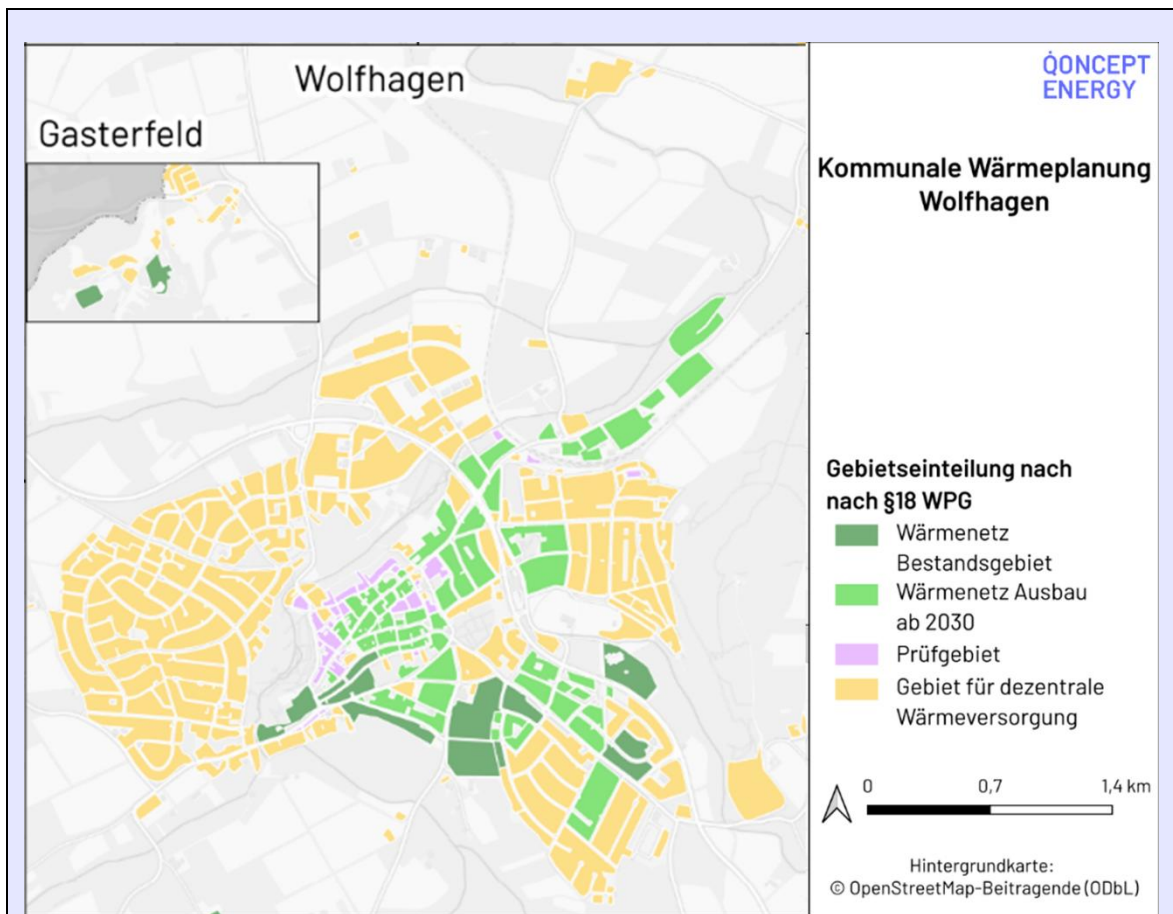 Wolfhagen
Gasterfeld
QONCEPT
ENERGY
Kommunale Wärmeplanung
Wolfhagen
Gebietseinteilung nach
nach §18 WPG
Wärmenetz
Bestandsgebiet
Wärmenetz Ausbau
ab 2030
Prüfgebiet
Gebiet für dezentrale
Wärmeversorgung
0 0,7 1,4 km
Hintergrundkarte:
© OpenStreetMap-Beitragende (ODbL)